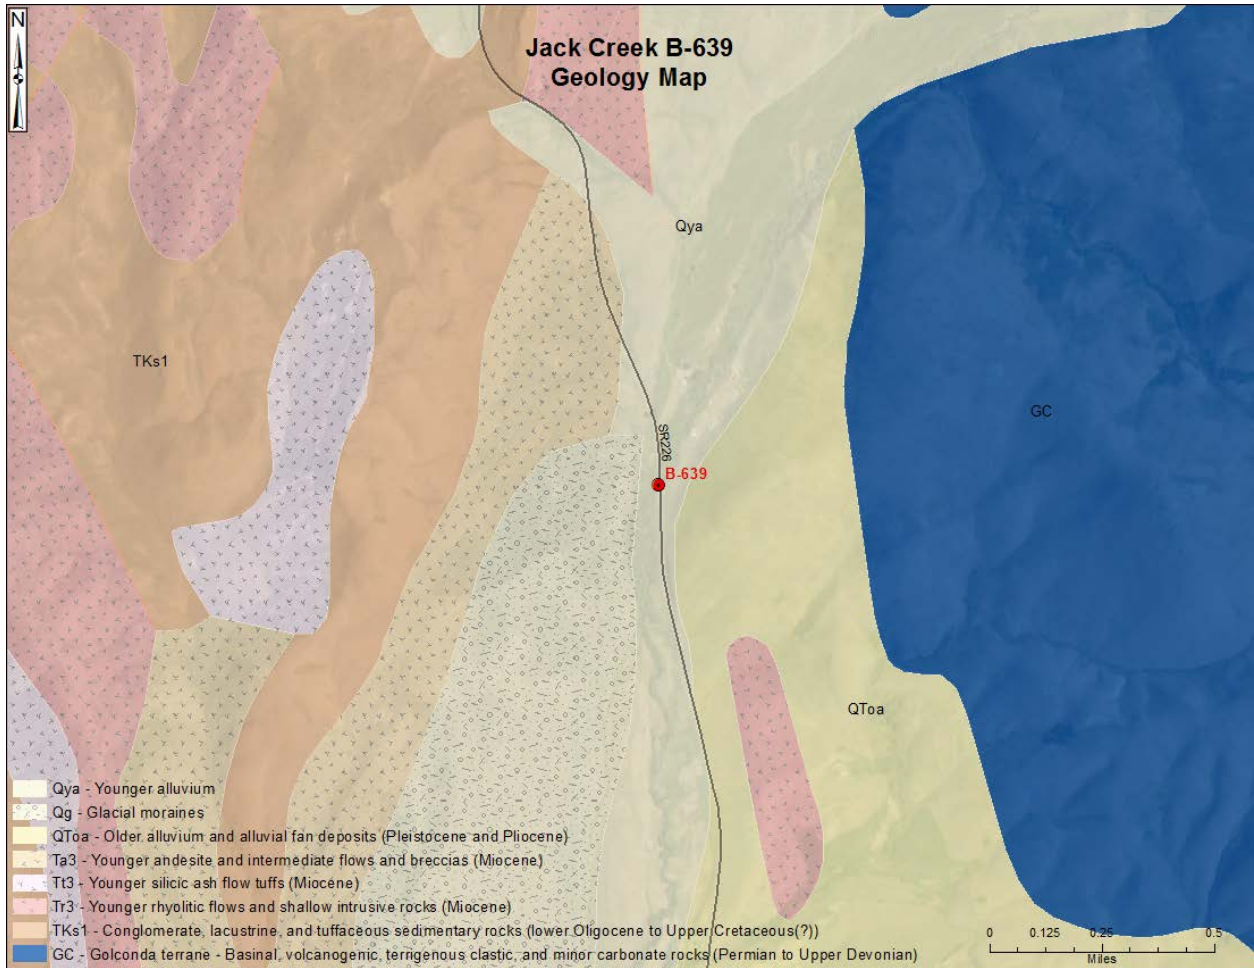 N
Jack Creek B-639
Geology Map
Qya
TKs1
GC
SR226
B-639
QToa
Qya - Younger alluvium
Qg - Glacial moraines
QToa - Older alluvium and alluvial fan deposits (Pleistocene and Pliocene)
Ta3 - Younger andesite and intermediate flows and breccias (Miocene)
Tt3 - Younger silicic ash flow tuffs (Miocene)
Tr3 - Younger rhyolitic flows and shallow intrusive rocks (Miocene)
TKs1 - Conglomerate, lacustrine, and tuffaceous sedimentary rocks (lower Oligocene to Upper Cretaceous(?))
GC - Golconda terrane - Basinal, volcanogenic, terrigenous clastic, and minor carbonate rocks (Permian to Upper Devonian)
0 0.125 0.25 0.5
Miles